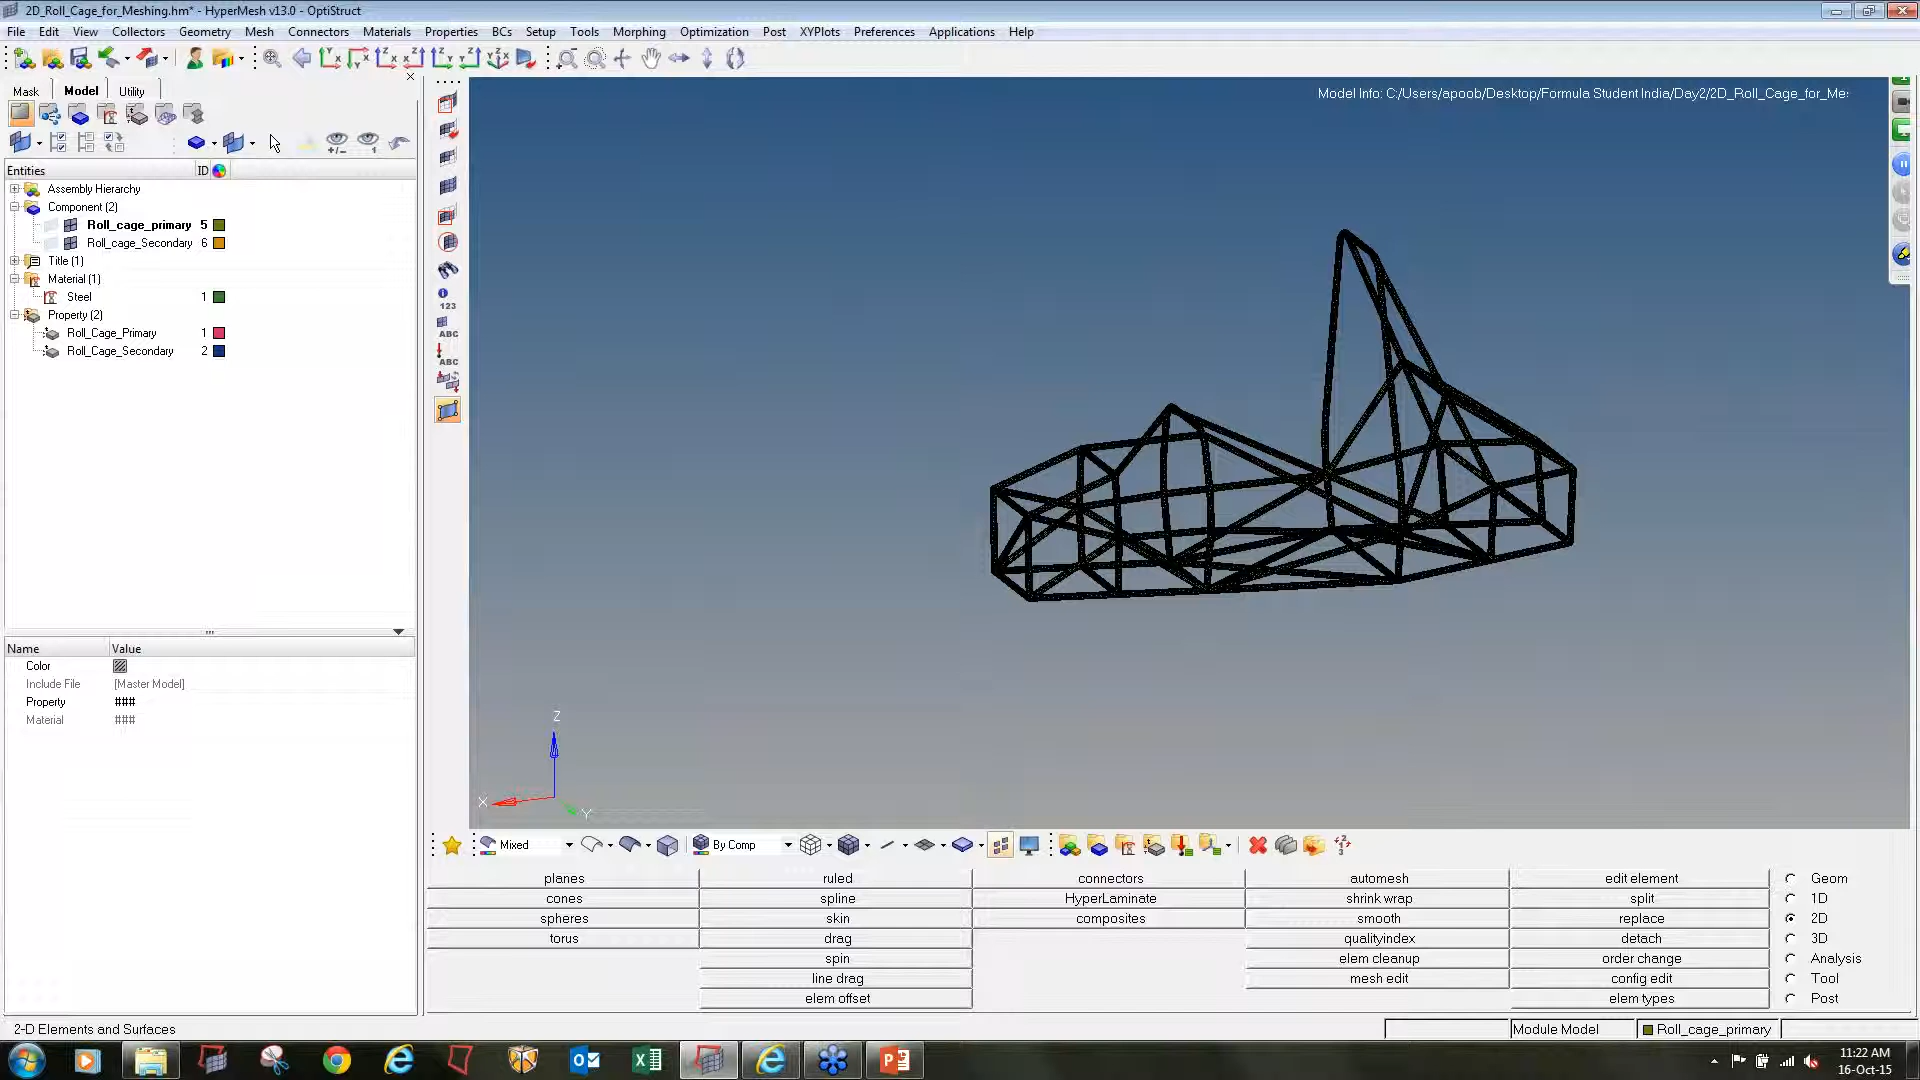 2D_Roll_Cage_for_Meshing.hm* - HyperMesh v13.0 - OptiStruct
File Edit View Collectors Geometry Mesh Connectors Materials Properties BCs Setup Tools Morphing Optimization Post XYPlots Preferences Applications Help
Mask Model Utility
Model Info: C:/Users/apoob/Desktop/Formula Student India/Day2/2D_Roll_Cage_for_Me:
Entities ID
Assembly Hierarchy
Component (2)
Roll_cage_primary 5
Roll_cage_Secondary 6
Title (1)
Material (1)
Steel 1
Property (2)
Roll_Cage_Primary 1
Roll_Cage_Secondary 2
123
ABC
ABC
Name Value
Color
Include File [Master Model]
Property ###
Material ###
Z
X
Y
Mixed By Comp
planes ruled connectors automesh edit element Geom
cones spline HyperLaminate shrink wrap split 1D
spheres skin composites smooth replace 2D
torus drag qualityindex detach 3D
spin elem cleanup order change Analysis
line drag mesh edit config edit Tool
elem offset elem types Post
2-D Elements and Surfaces Module Model Roll_cage_primary
11:22 AM
16-Oct-15